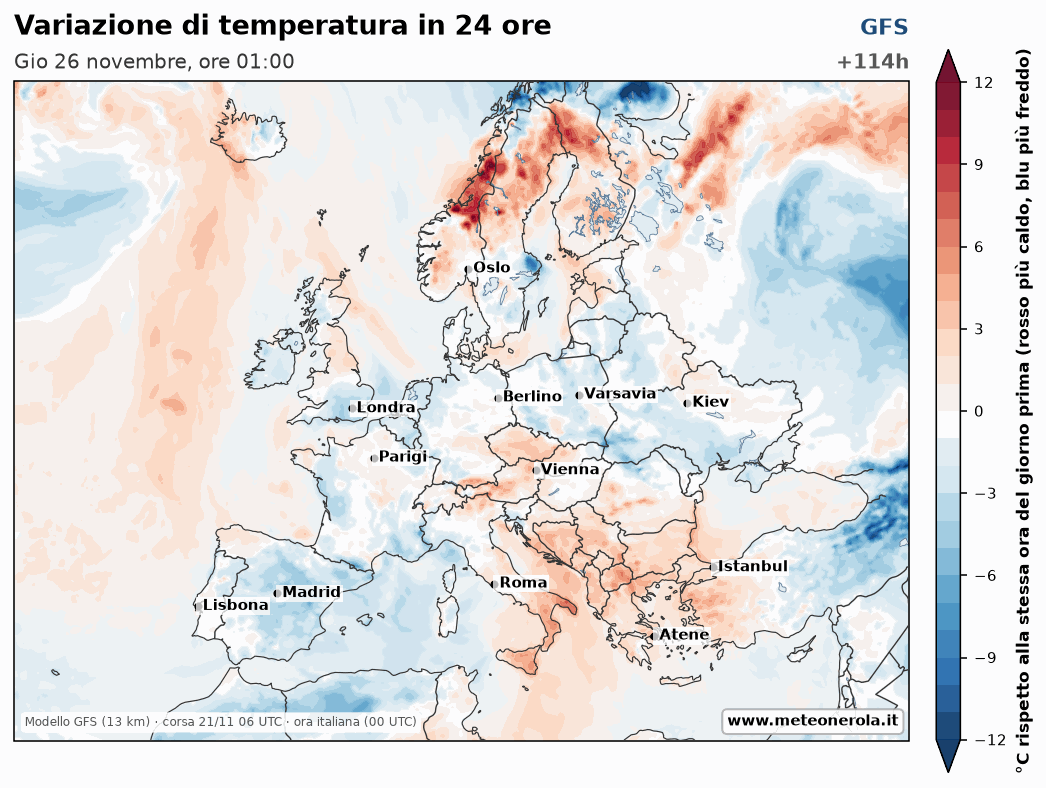 Variazione di temperatura in 24 ore
GFS
Gio 26 novembre, ore 01:00
+114h
Oslo
Londra
Berlino
Varsavia
Kiev
Parigi
Vienna
Istanbul
Roma
Madrid
Lisbona
Atene
Modello GFS (13 km) · corsa 21/11 06 UTC · ora italiana (00 UTC)
www.meteonerola.it
12
9
6
3
0
−3
−6
−9
−12
°C rispetto alla stessa ora del giorno prima (rosso più caldo, blu più freddo)